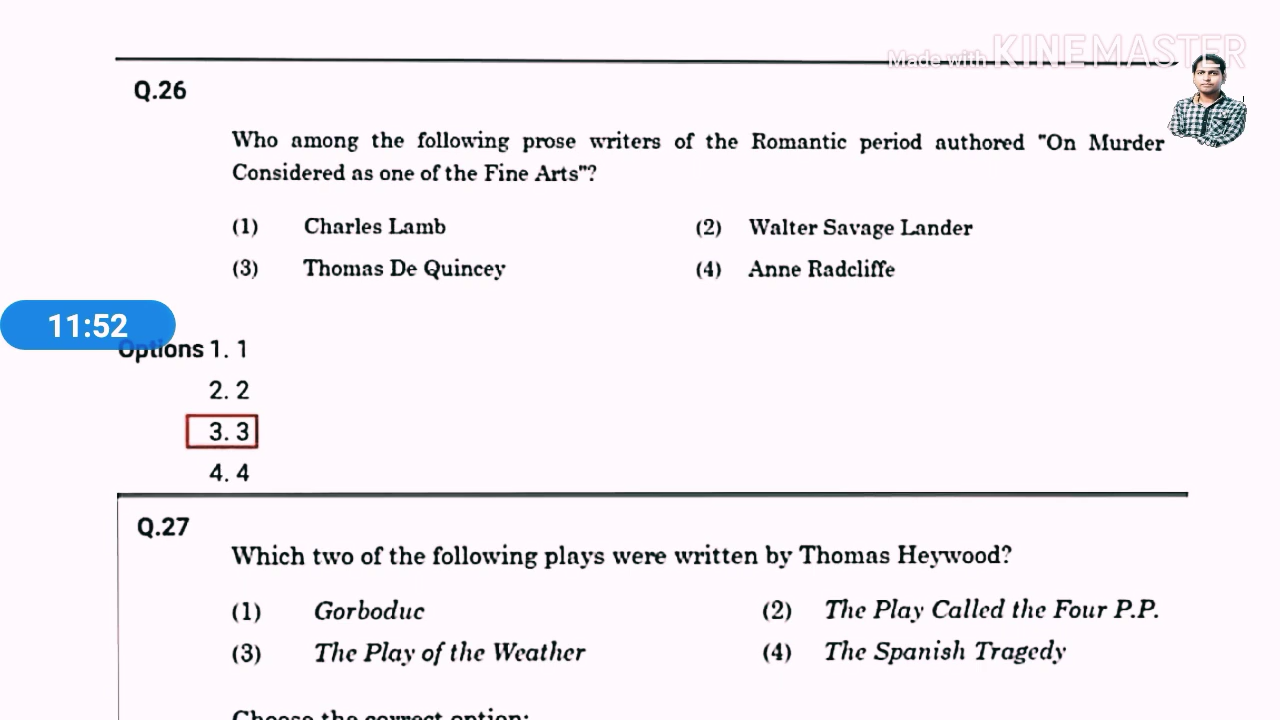 Made with KINEMASTER
Q.26
Who among the following prose writers of the Romantic period authored "On Murder
Considered as one of the Fine Arts"?
(1) Charles Lamb (2) Walter Savage Lander
(3) Thomas De Quincey (4) Anne Radcliffe
11:52
Options 1. 1
2. 2
3. 3
4. 4
Q.27
Which two of the following plays were written by Thomas Heywood?
(1) Gorboduc (2) The Play Called the Four P.P.
(3) The Play of the Weather (4) The Spanish Tragedy
Choose the correct option: